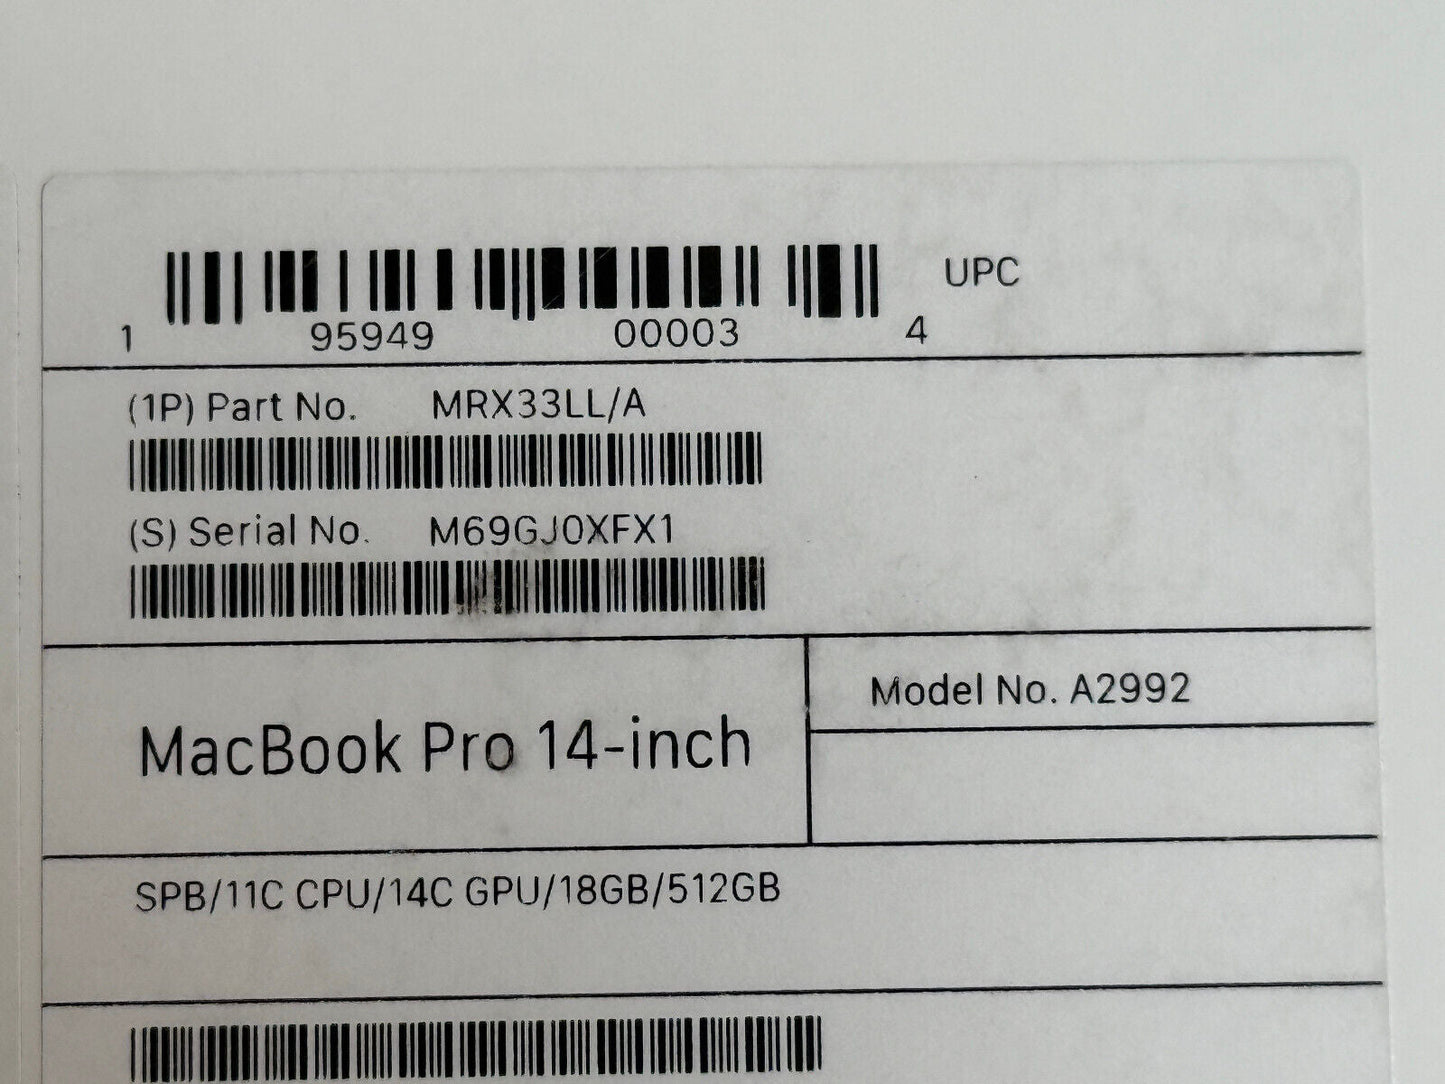 UPC
1 95949 00003 4
(1P) Part No. MRX33LL/A
(S) Serial No. M69GJ0XFX1
MacBook Pro 14-inch
Model No. A2992
SPB/11C CPU/14C GPU/18GB/512GB